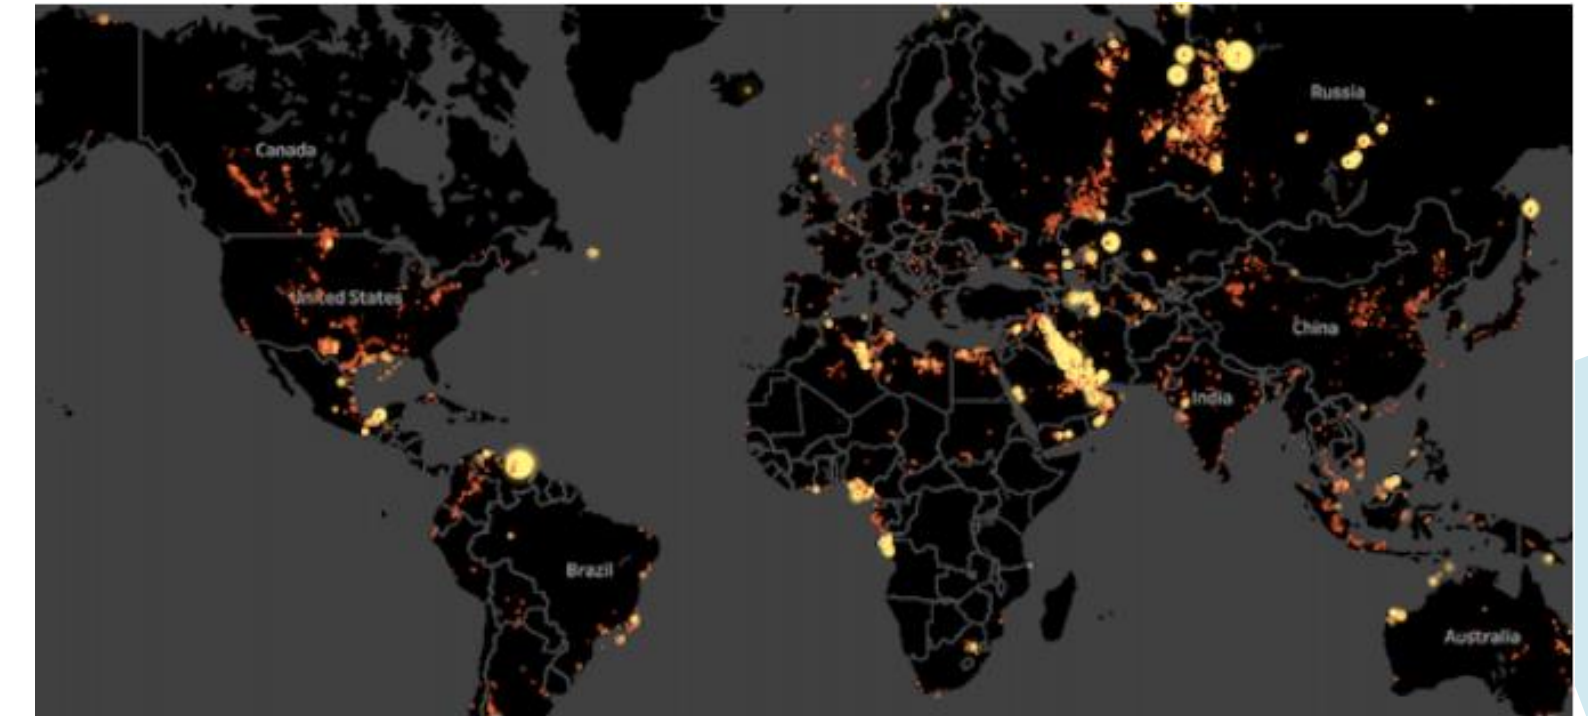 Russia
Canada
United States
China
India
Brazil
Australia